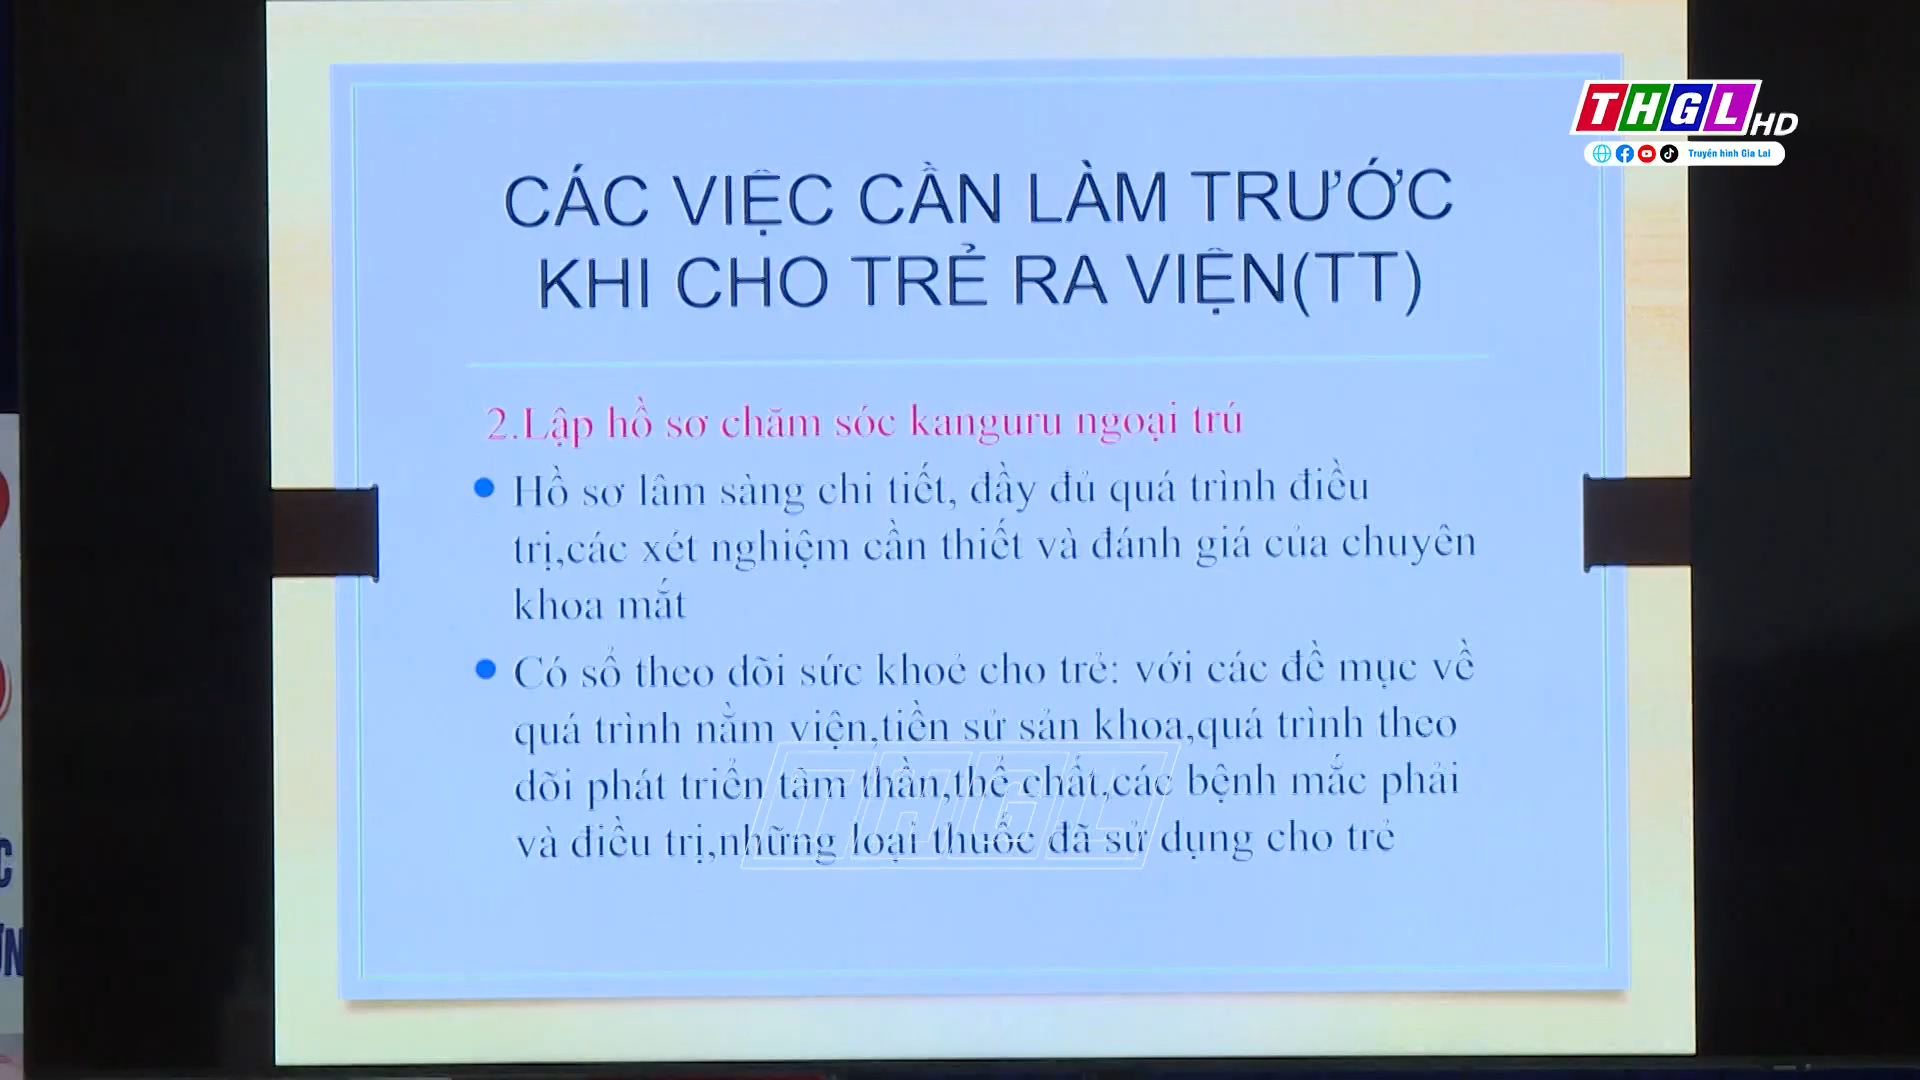 THGL HD
Truyền hình Gia Lai
CÁC VIỆC CẦN LÀM TRƯỚC
KHI CHO TRẺ RA VIỆN(TT)
2.Lập hồ sơ chăm sóc kanguru ngoại trú
Hồ sơ lâm sàng chi tiết, đầy đủ quá trình điều
trị,các xét nghiệm cần thiết và đánh giá của chuyên
khoa mắt
Có sổ theo dõi sức khoẻ cho trẻ: với các đề mục về
quá trình nằm viện,tiền sử sản khoa,quá trình theo
dõi phát triển tâm thần,thể chất,các bệnh mắc phải
và điều trị,những loại thuốc đã sử dụng cho trẻ
THGL